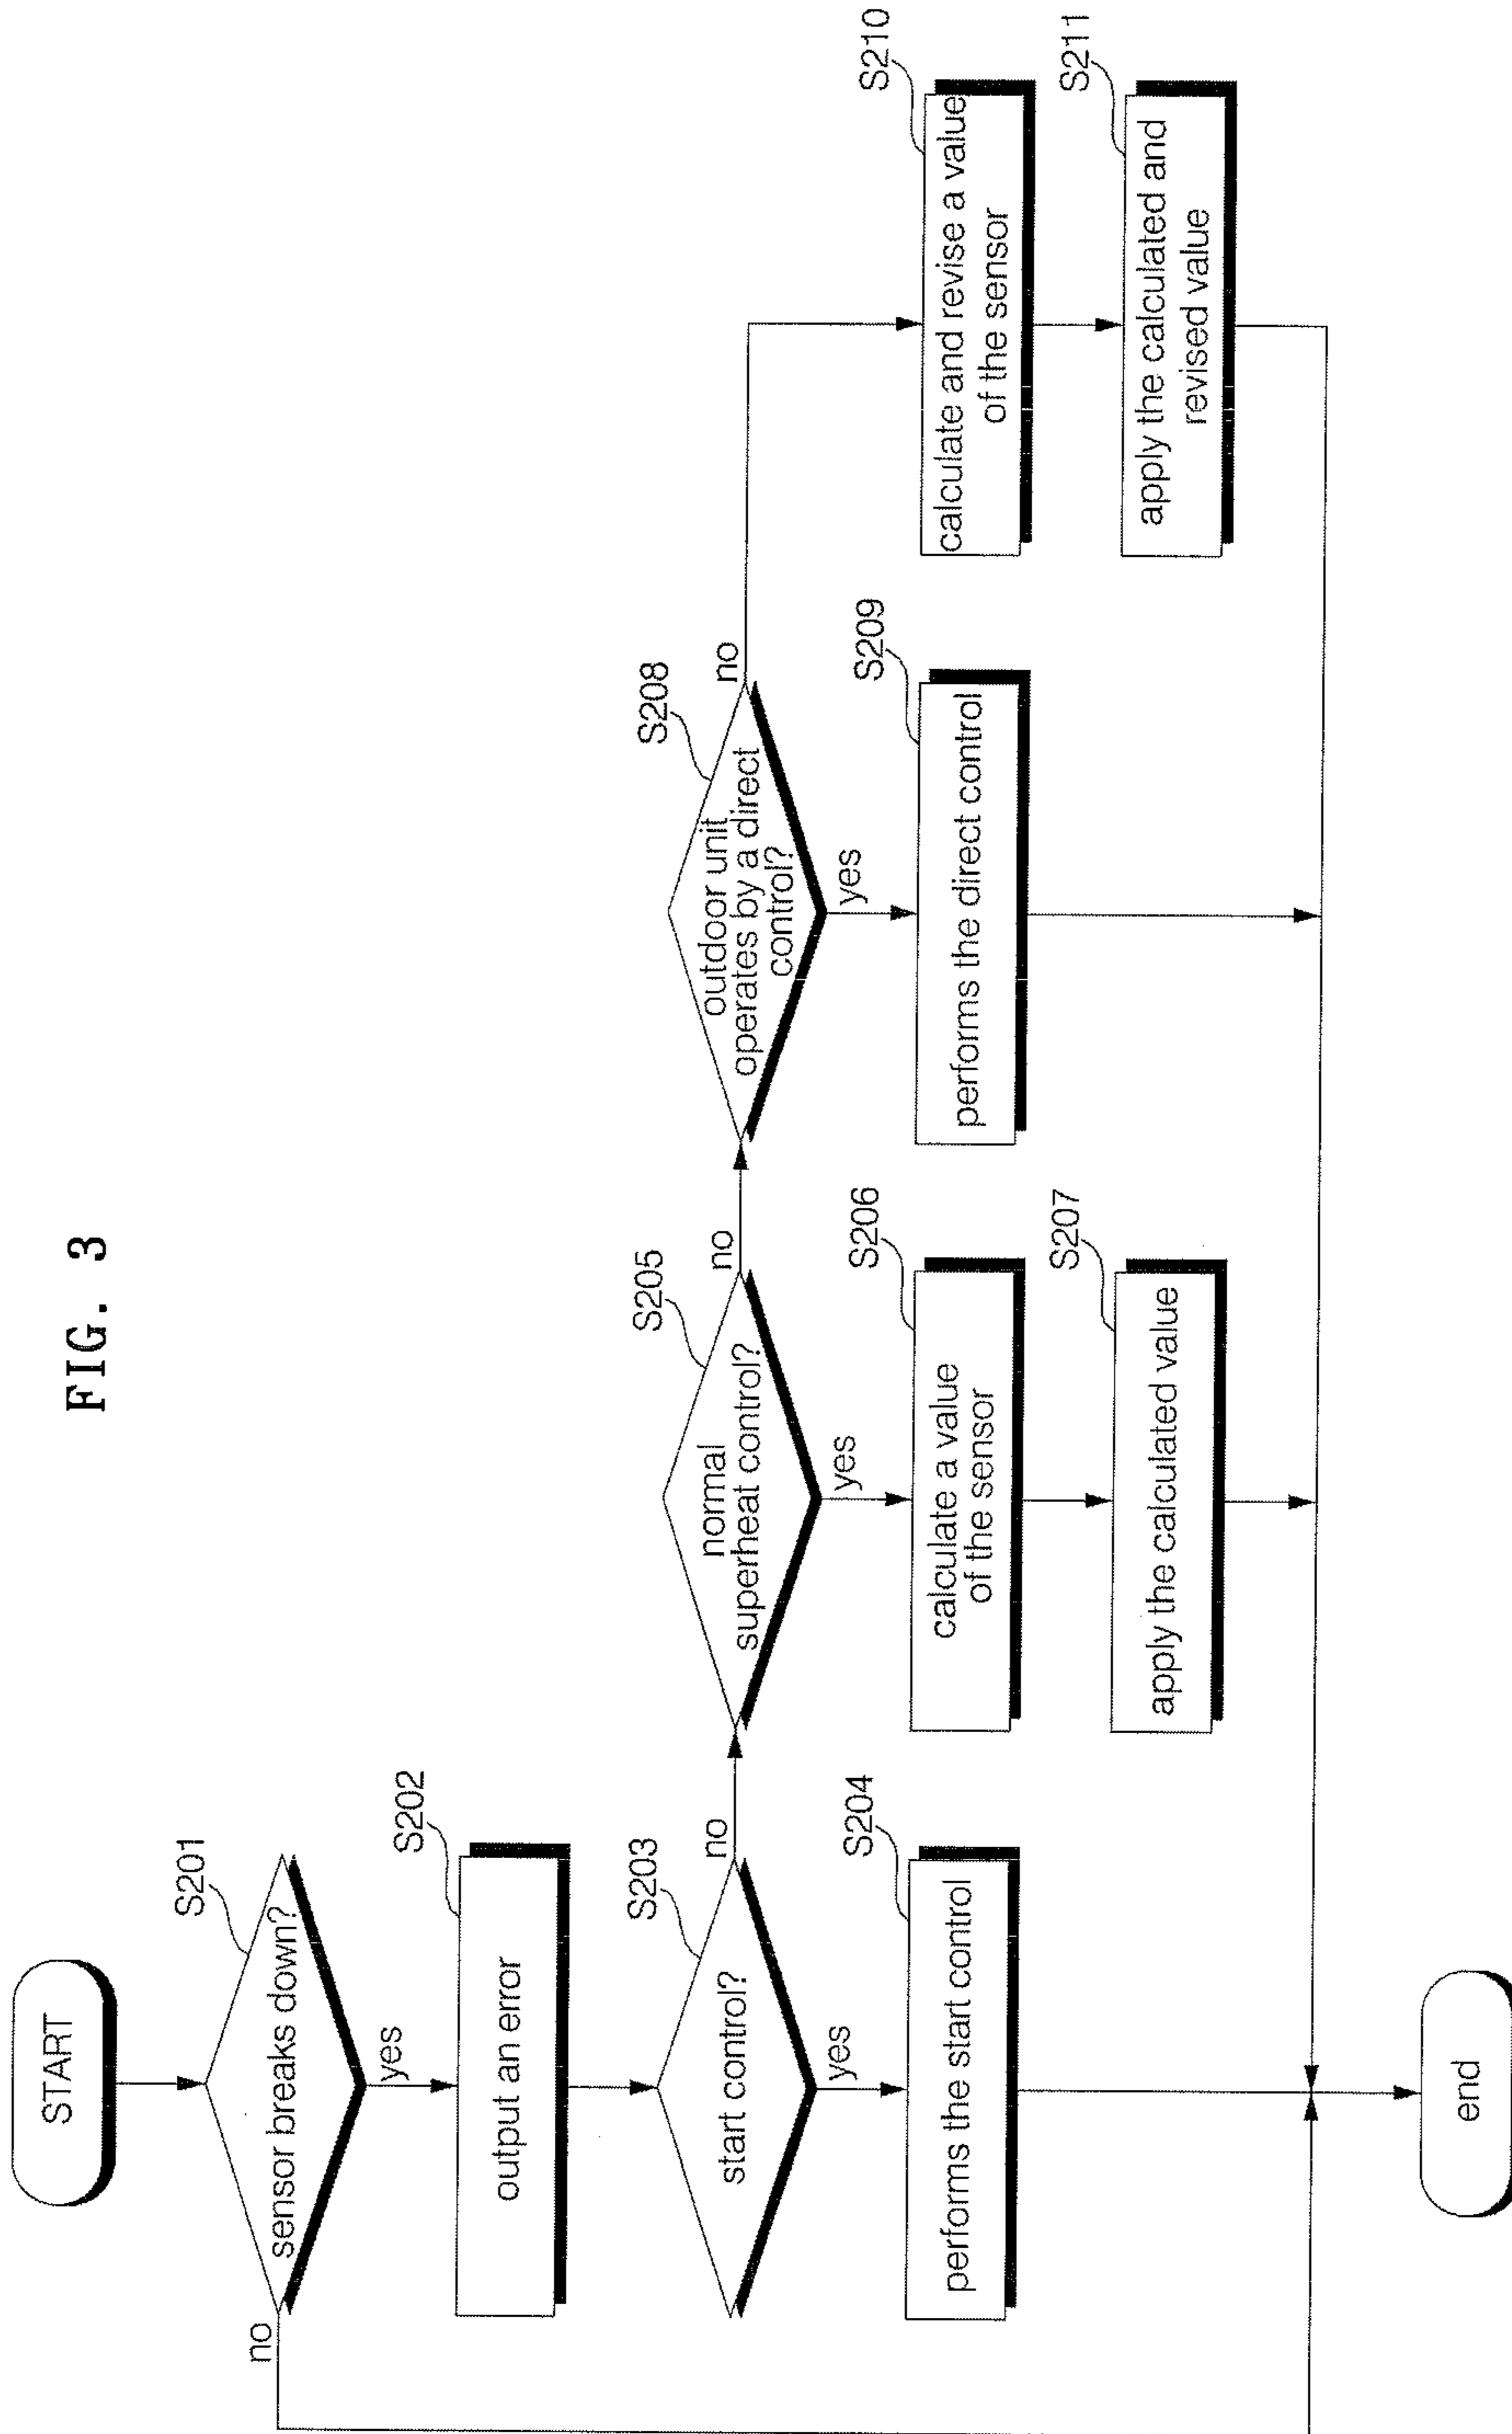 FIG. 3
START
S201
sensor breaks down?
no
yes
S202
output an error
S203
start control?
no
yes
S204
performs the start control
S205
normal
superheat control?
no
yes
S206
calculate a value
of the sensor
S207
apply the calculated value
S208
outdoor unit
operates by a direct
control?
no
yes
S209
performs the direct control
S210
calculate and revise a value
of the sensor
S211
apply the calculated and
revised value
end